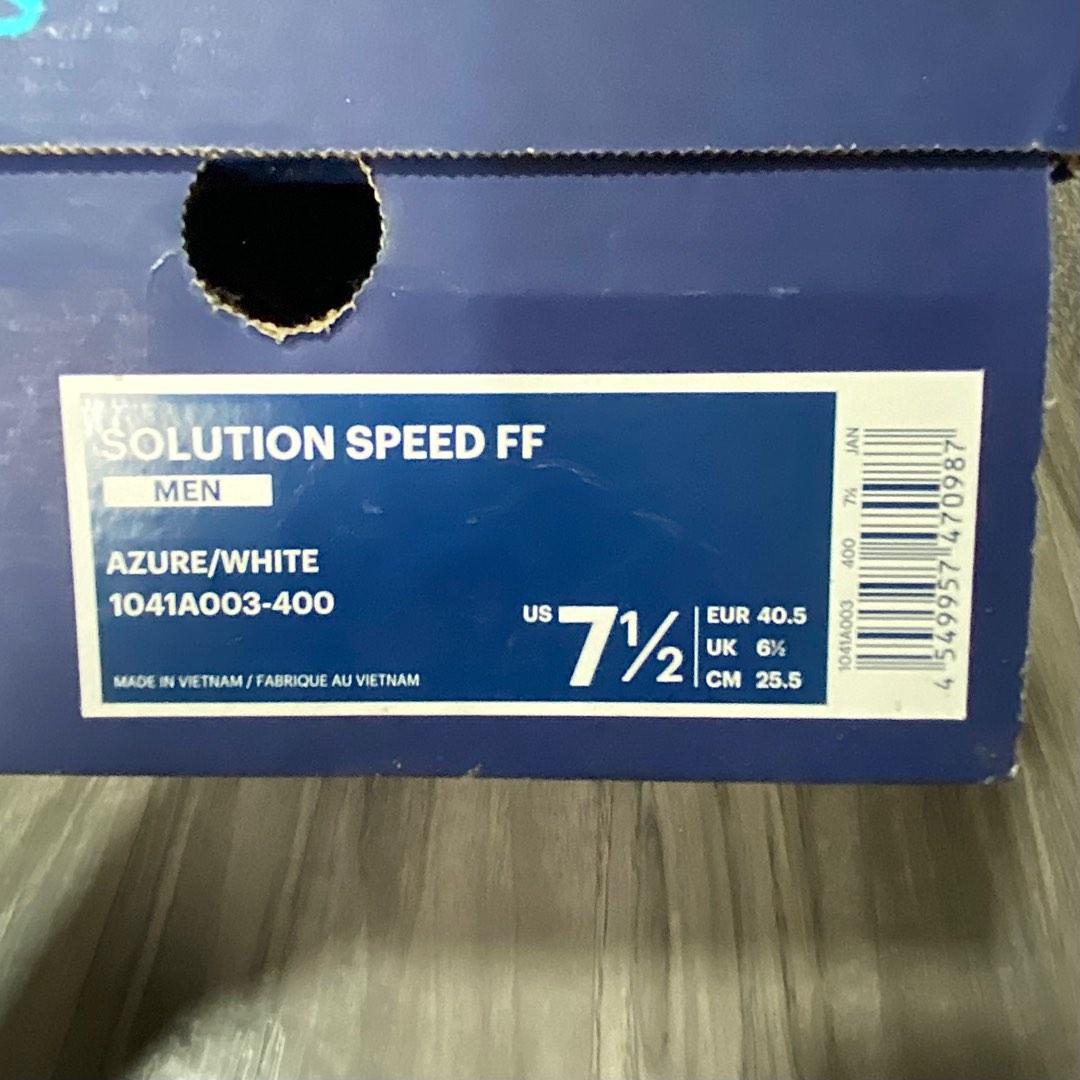 SOLUTION SPEED FF
MEN
AZURE/WHITE
1041A003-400
US 7½
EUR 40.5
UK 6½
CM 25.5
MADE IN VIETNAM / FABRIQUE AU VIETNAM
1041A003 400 7½ JAN
4 549957 470987